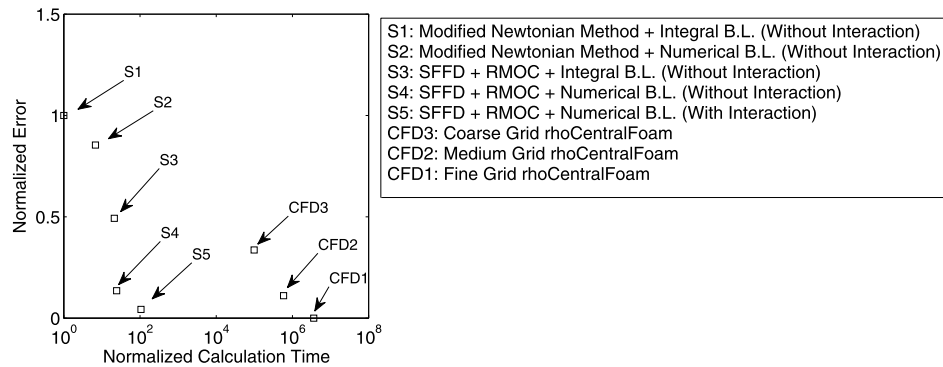 1.5
1
0.5
0
Normalized Error
S1
S2
S3
S4
S5
CFD3
CFD2
CFD1
10^0
10^2
10^4
10^6
10^8
Normalized Calculation Time
S1: Modified Newtonian Method + Integral B.L. (Without Interaction)
S2: Modified Newtonian Method + Numerical B.L. (Without Interaction)
S3: SFFD + RMOC + Integral B.L. (Without Interaction)
S4: SFFD + RMOC + Numerical B.L. (Without Interaction)
S5: SFFD + RMOC + Numerical B.L. (With Interaction)
CFD3: Coarse Grid rhoCentralFoam
CFD2: Medium Grid rhoCentralFoam
CFD1: Fine Grid rhoCentralFoam